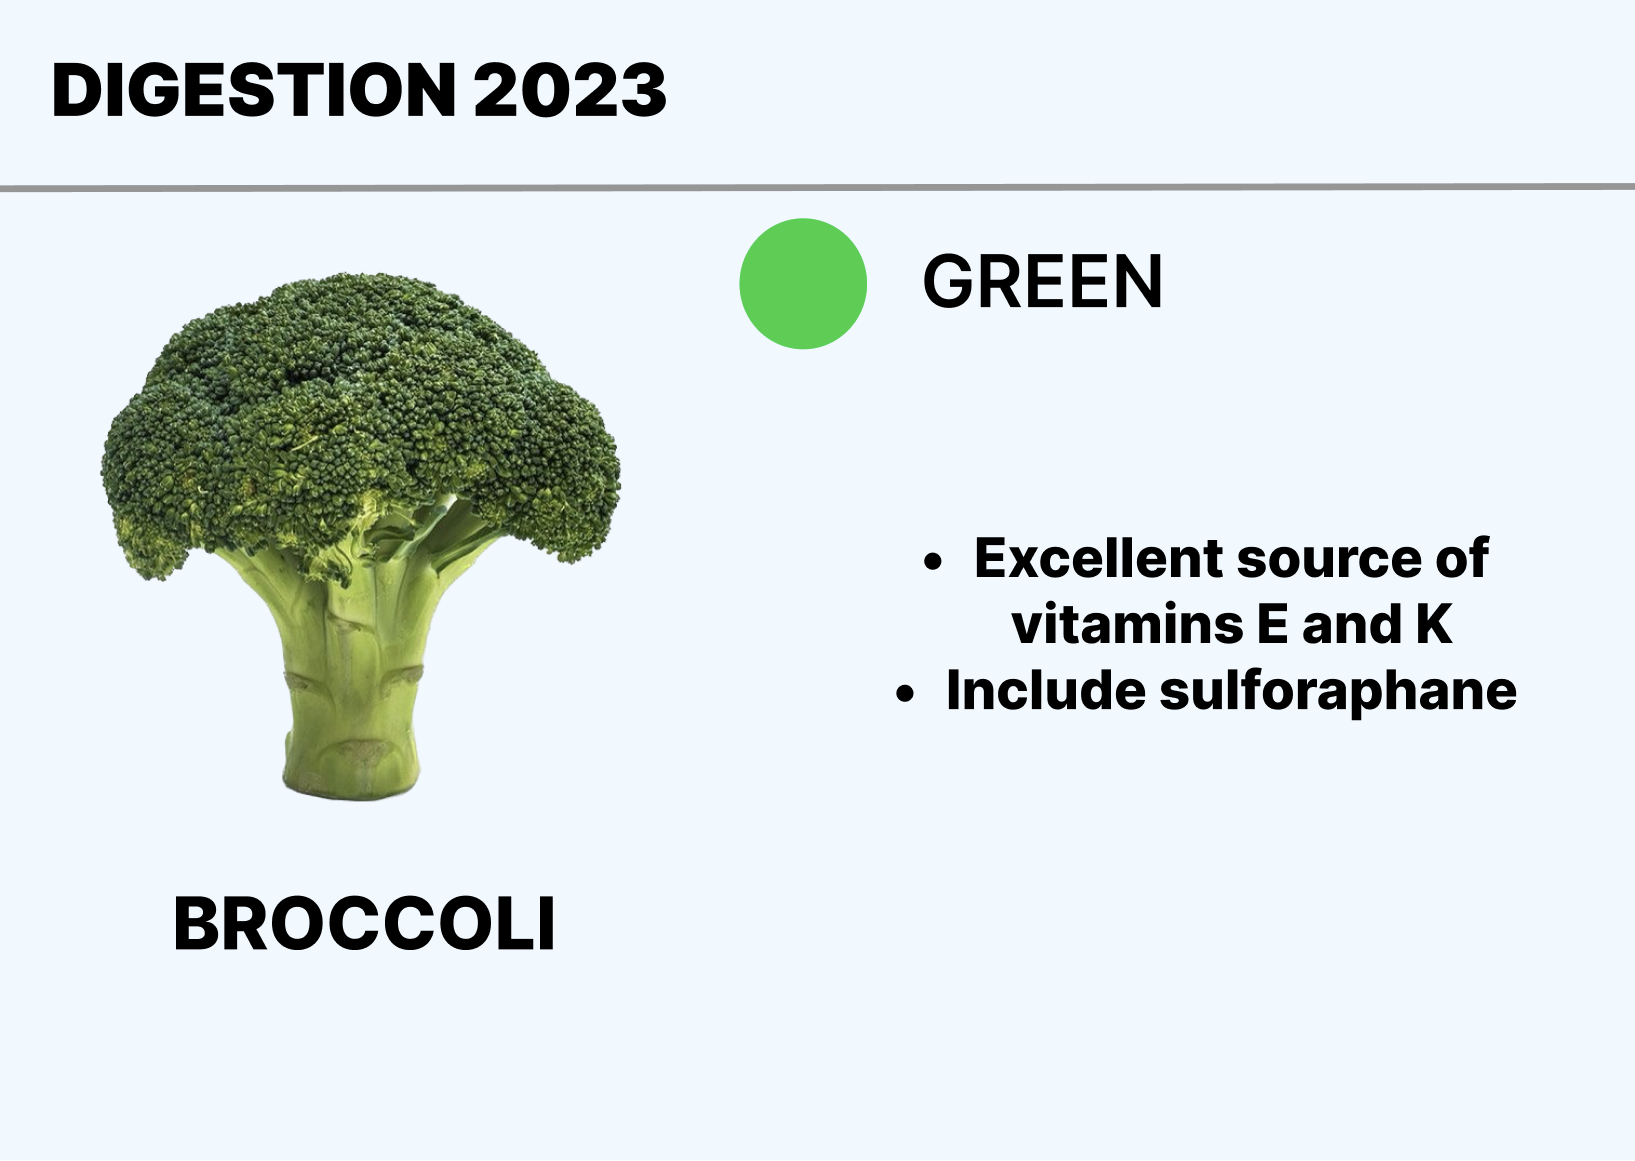 DIGESTION 2023
GREEN
• Excellent source of
vitamins E and K
• Include sulforaphane
BROCCOLI